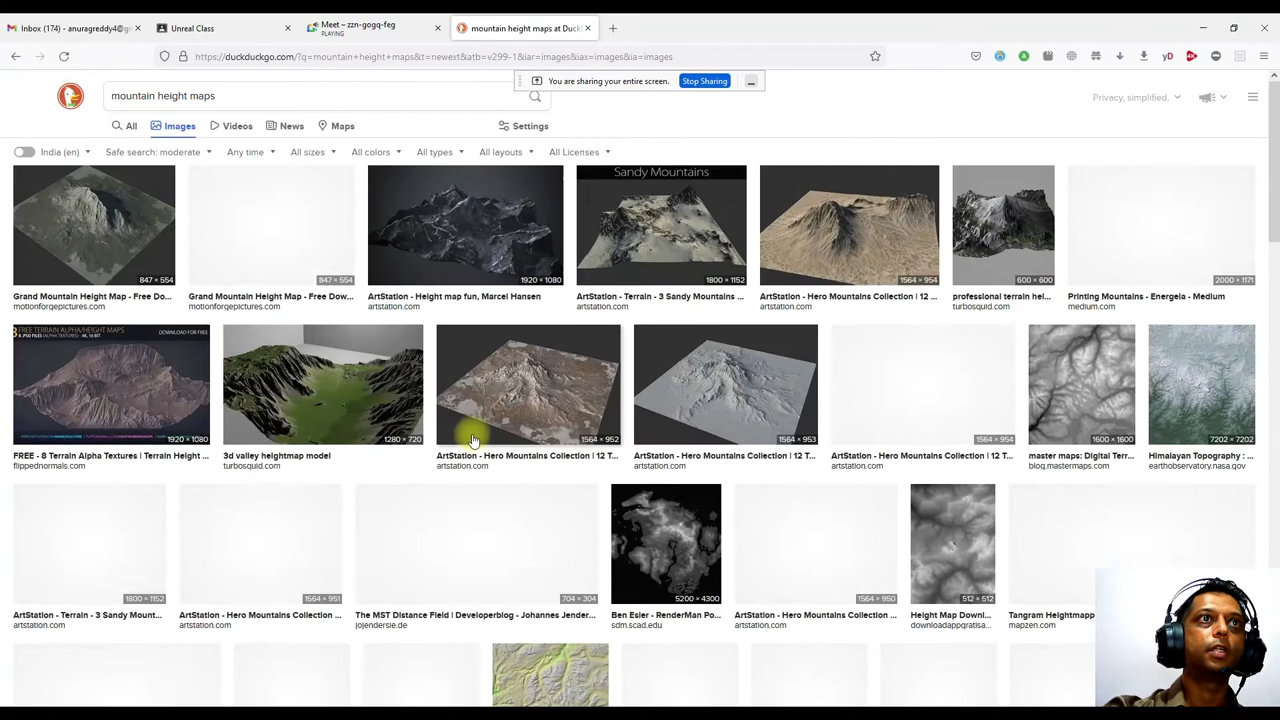 Inbox (174) - anuragreddy4@gm
Unreal Class
Meet – zzn-gogq-feg
PLAYING
mountain height maps at DuckD
https://duckduckgo.com/?q=mountain+height+maps&t=newext&atb=v299-1&iar=images&iax=images&ia=images
You are sharing your entire screen.
Stop Sharing
mountain height maps
Privacy, simplified.
All
Images
Videos
News
Maps
Settings
India (en)
Safe search: moderate
Any time
All sizes
All colors
All types
All layouts
All Licenses
Sandy Mountains
847 × 554
847 × 554
1920 × 1080
1800 × 1152
1564 × 954
600 × 600
2000 × 1171
Grand Mountain Height Map - Free Do...
Grand Mountain Height Map - Free Dow...
ArtStation - Height map fun, Marcel Hansen
ArtStation - Terrain - 3 Sandy Mountains ...
ArtStation - Hero Mountains Collection | 12 ...
professional terrain hei...
Printing Mountains - Energeia - Medium
motionforgepictures.com
motionforgepictures.com
artstation.com
artstation.com
artstation.com
turbosquid.com
medium.com
FREE TERRAIN ALPHA/HEIGHT MAPS
DOWNLOAD FOR FREE
1920 × 1080
1280 × 720
1564 × 952
1564 × 953
1564 × 954
1600 × 1600
7202 × 7202
FREE - 8 Terrain Alpha Textures | Terrain Height ...
3d valley heightmap model
ArtStation - Hero Mountains Collection | 12 T...
ArtStation - Hero Mountains Collection | 12 T...
ArtStation - Hero Mountains Collection | 12 T...
master maps: Digital Terr...
Himalayan Topography : ...
flippednormals.com
turbosquid.com
artstation.com
artstation.com
artstation.com
blog.mastermaps.com
earthobservatory.nasa.gov
1800 × 1152
1564 × 951
704 × 304
5200 × 4300
1564 × 950
512 × 512
ArtStation - Terrain - 3 Sandy Mount...
ArtStation - Hero Mountains Collection ...
The MST Distance Field | Developerblog - Johannes Jender...
Ben Esler - RenderMan Po...
ArtStation - Hero Mountains Collection ...
Height Map Downl...
Tangram Heightmapp
artstation.com
artstation.com
jojendersie.de
sdm.scad.edu
artstation.com
downloadappgratisa...
mapzen.com